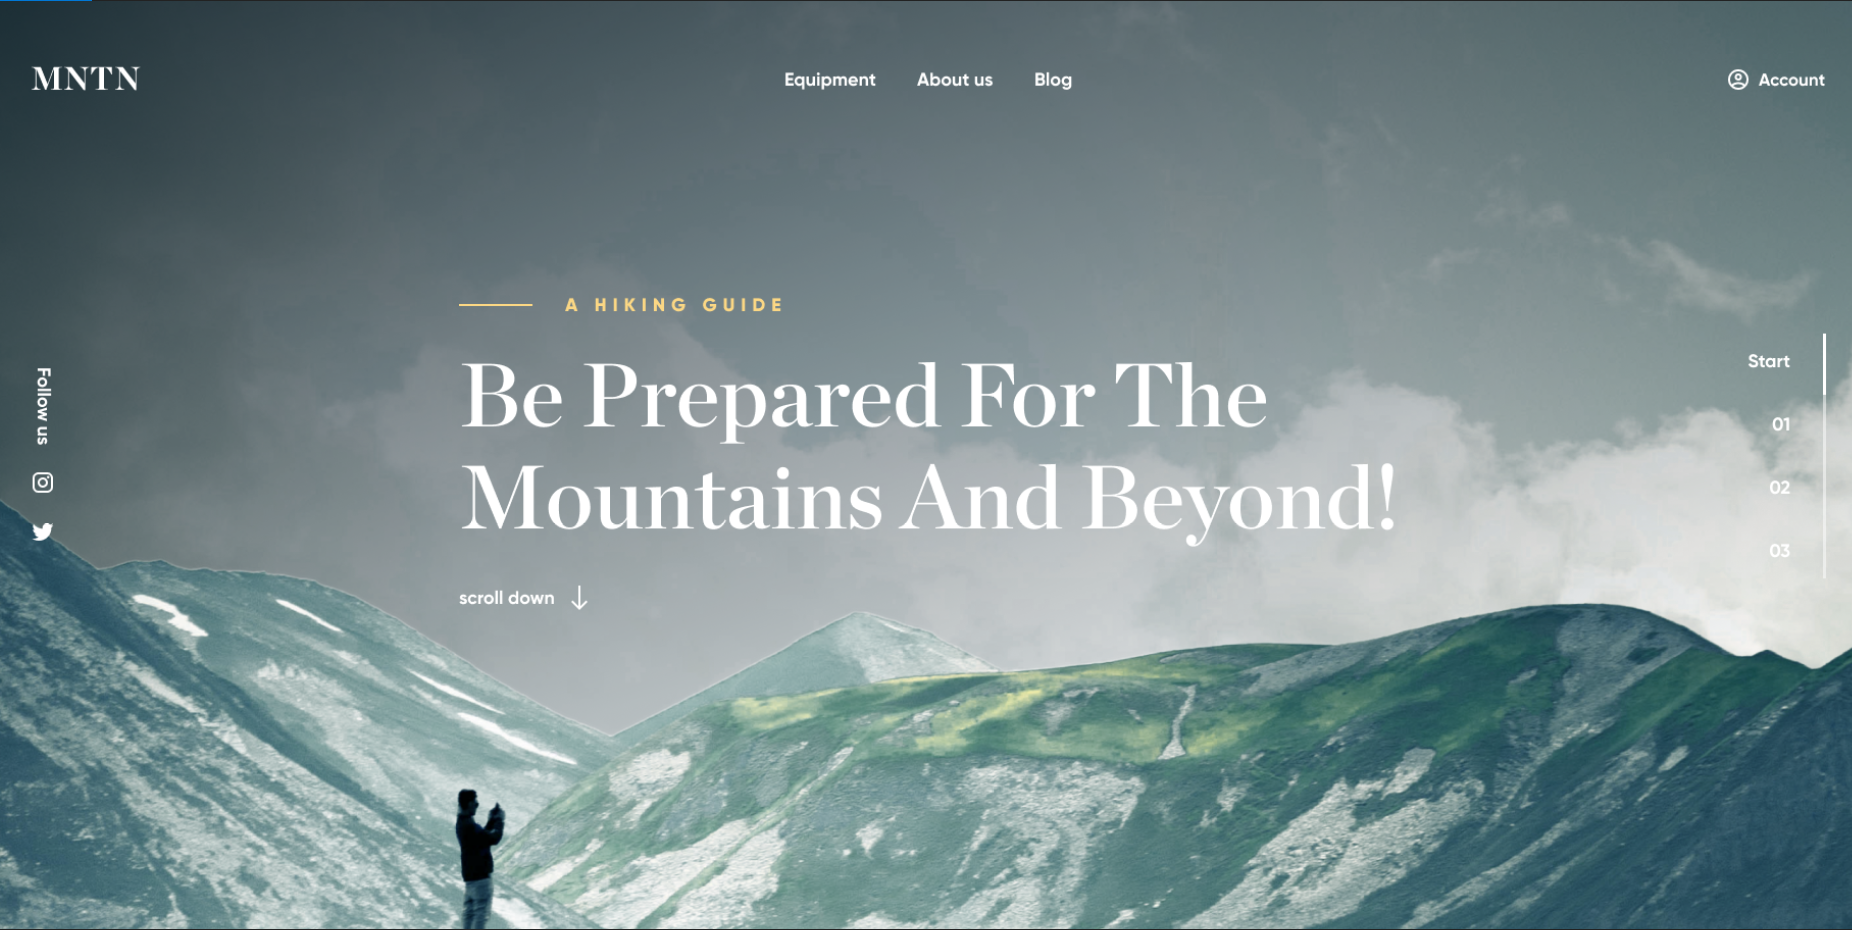 MNTN
Equipment
About us
Blog
Account
A HIKING GUIDE
Be Prepared For The
Mountains And Beyond!
scroll down
Follow us
Start
01
02
03